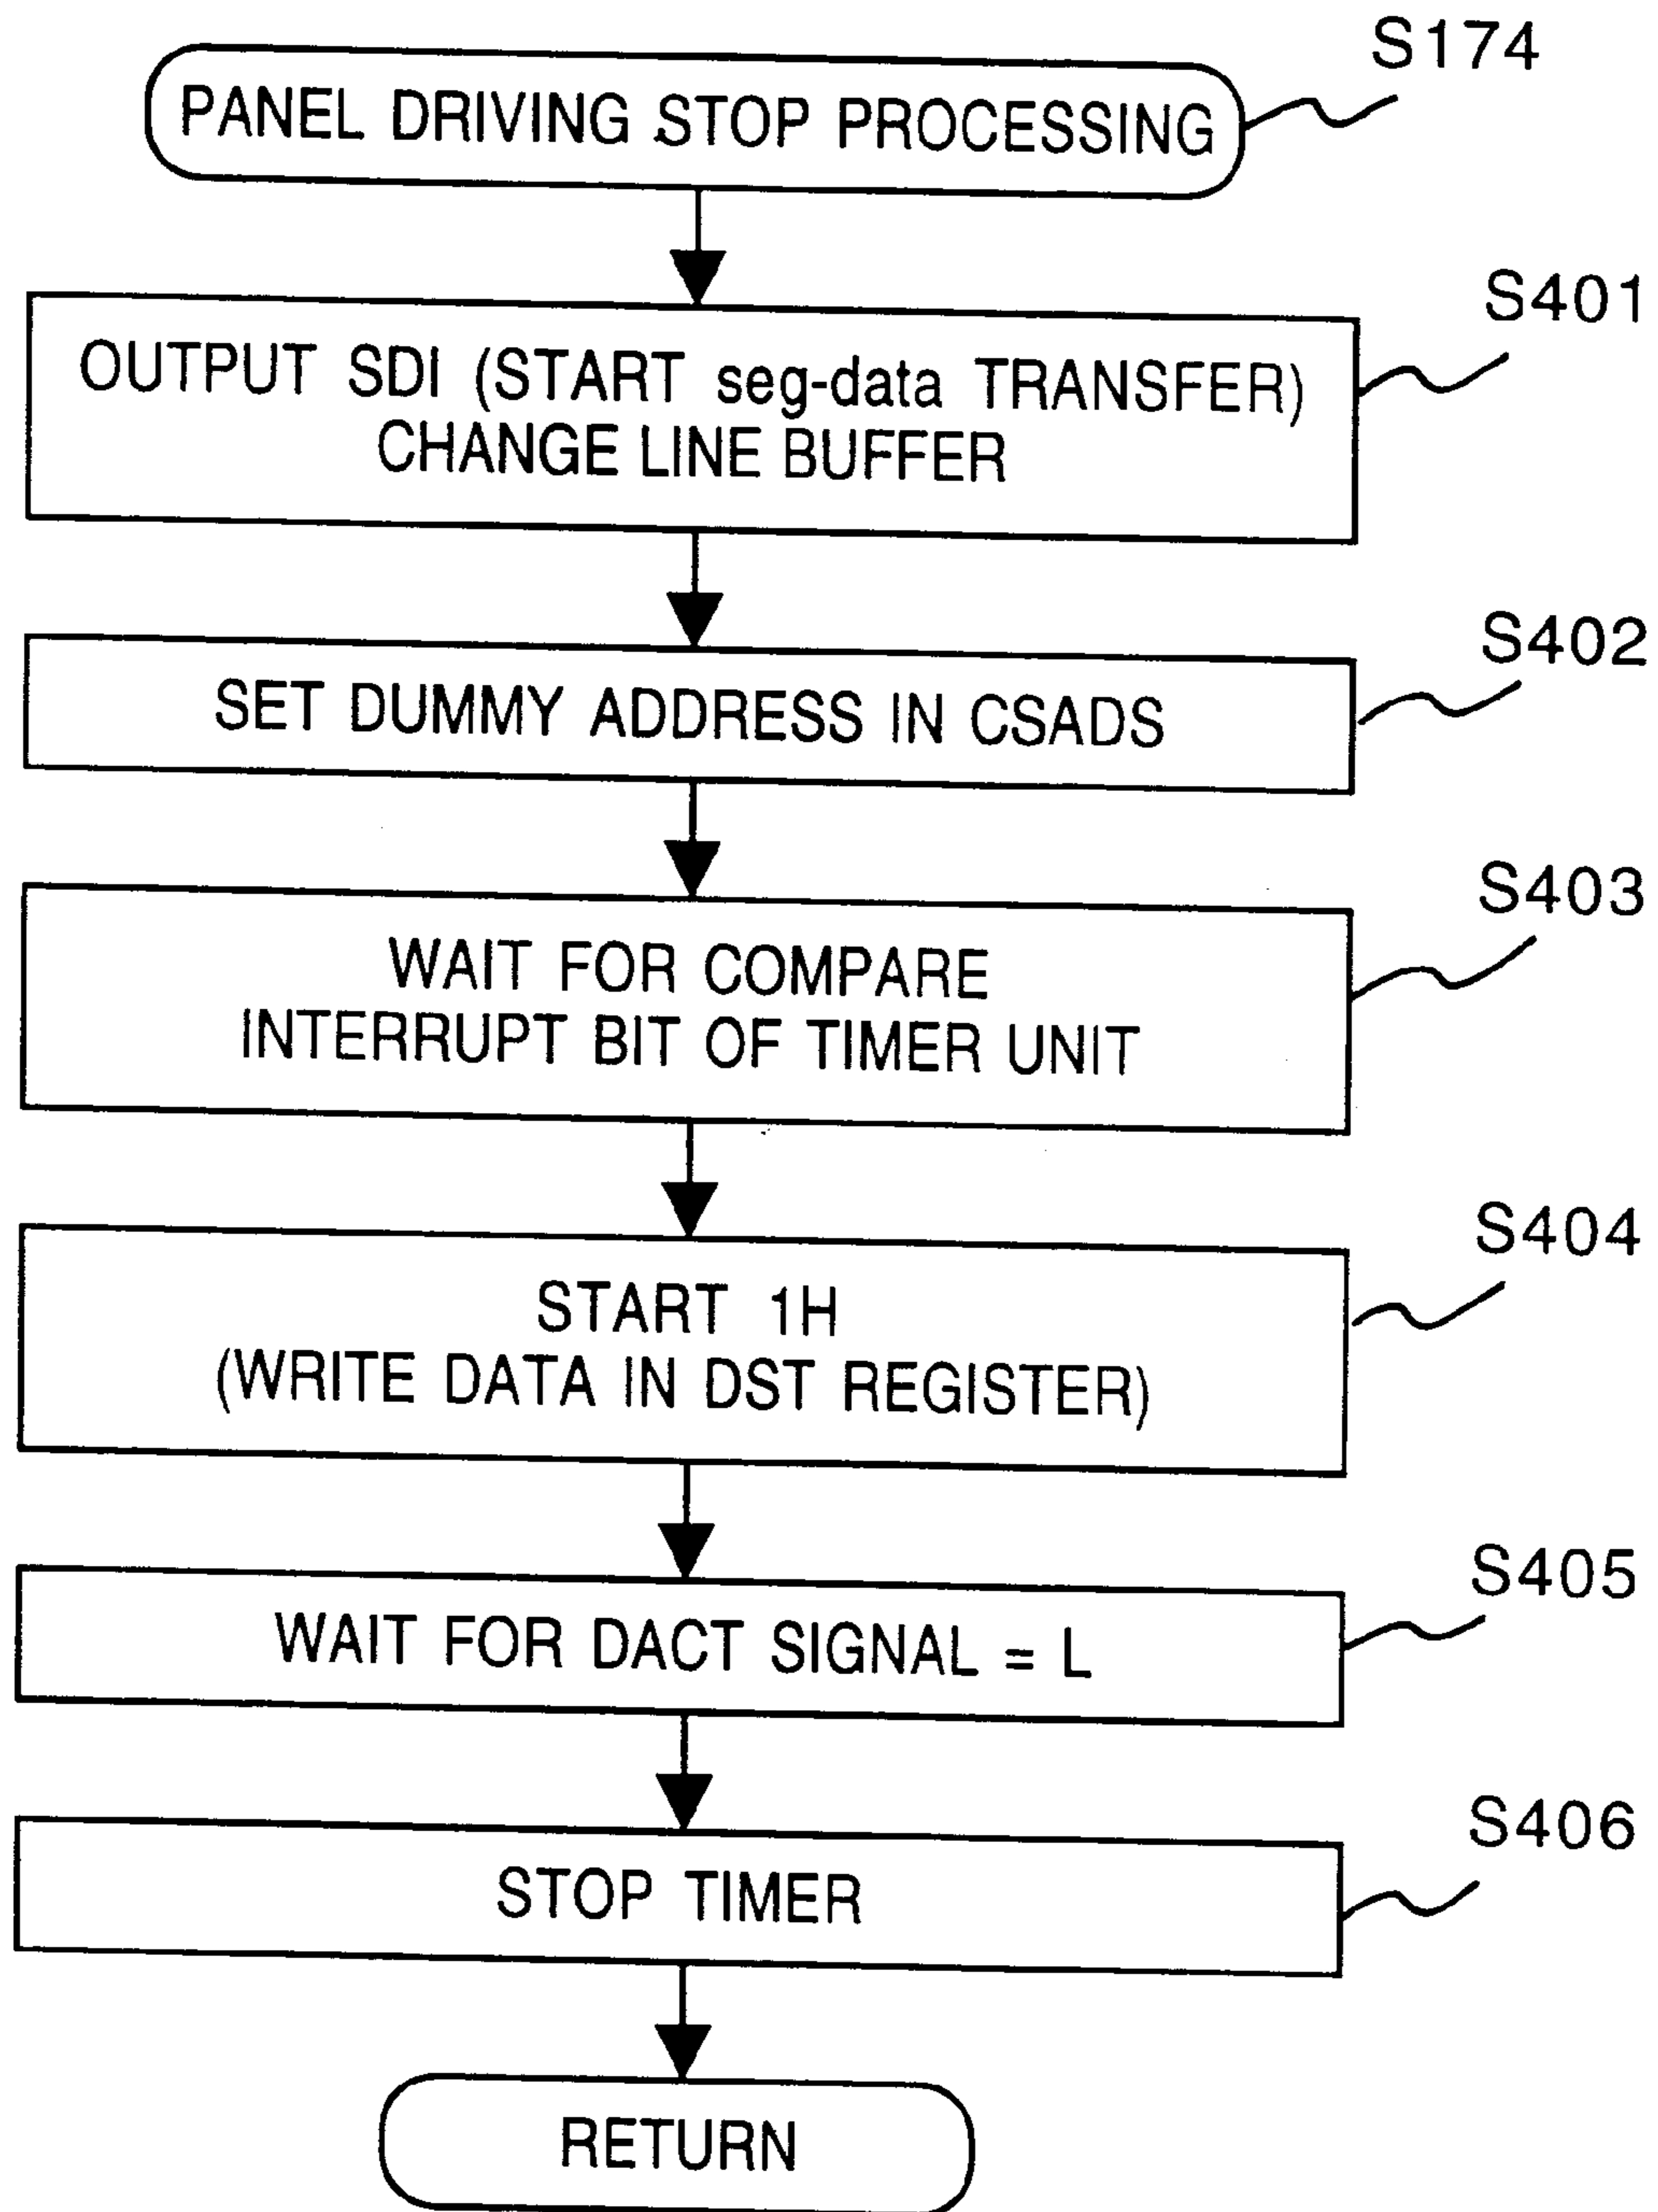 S174
PANEL DRIVING STOP PROCESSING
S401
OUTPUT SDI (START seg-data TRANSFER)
CHANGE LINE BUFFER
S402
SET DUMMY ADDRESS IN CSADS
S403
WAIT FOR COMPARE
INTERRUPT BIT OF TIMER UNIT
S404
START 1H
(WRITE DATA IN DST REGISTER)
S405
WAIT FOR DACT SIGNAL = L
S406
STOP TIMER
RETURN